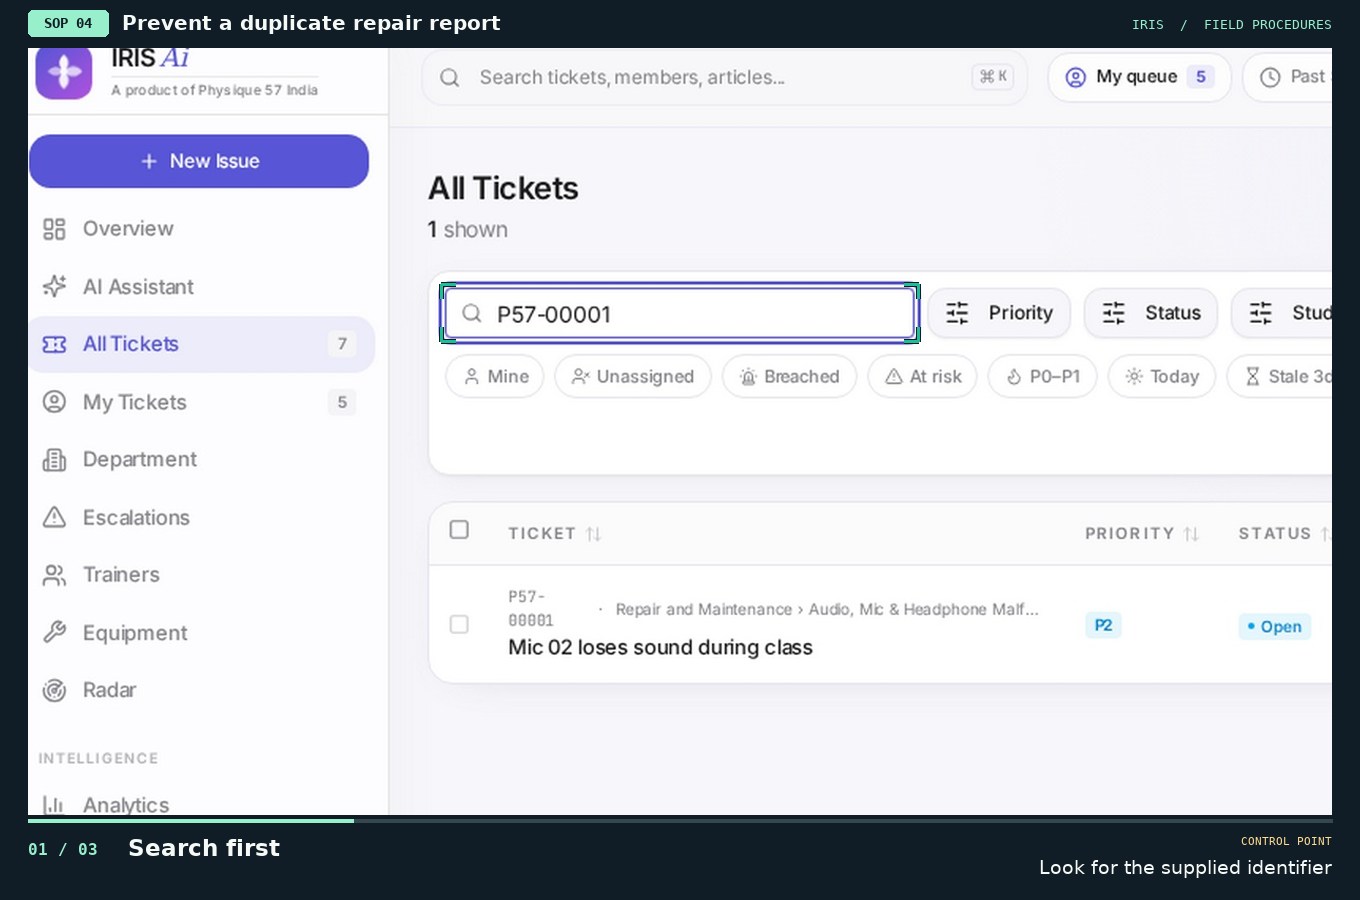 SOP 04 Prevent a duplicate repair report
IRIS / FIELD PROCEDURES
IRIS Ai
A product of Physique 57 India
Search tickets, members, articles...
⌘ K
My queue 5
Past
New Issue
Overview
AI Assistant
All Tickets 7
My Tickets 5
Department
Escalations
Trainers
Equipment
Radar
INTELLIGENCE
Analytics
All Tickets
1 shown
P57-00001
Priority
Status
Stud
Mine
Unassigned
Breached
At risk
P0–P1
Today
Stale 3d
TICKET
PRIORITY
STATUS
P57-
00001
· Repair and Maintenance › Audio, Mic & Headphone Malf...
Mic 02 loses sound during class
P2
Open
01 / 03 Search first
CONTROL POINT
Look for the supplied identifier